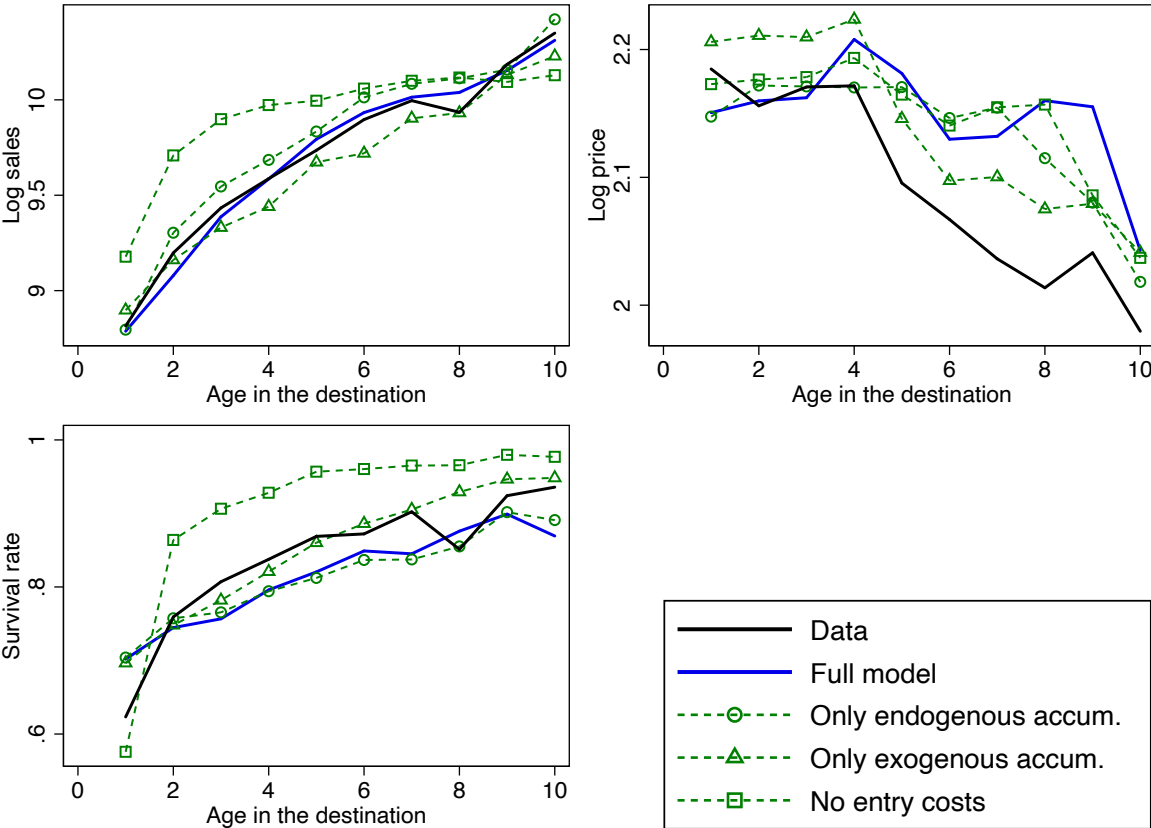 Log sales
10
9.5
9
0 2 4 6 8 10
Age in the destination
Log price
2.2
2.1
2
0 2 4 6 8 10
Age in the destination
Survival rate
1
.8
.6
0 2 4 6 8 10
Age in the destination
Data
Full model
Only endogenous accum.
Only exogenous accum.
No entry costs